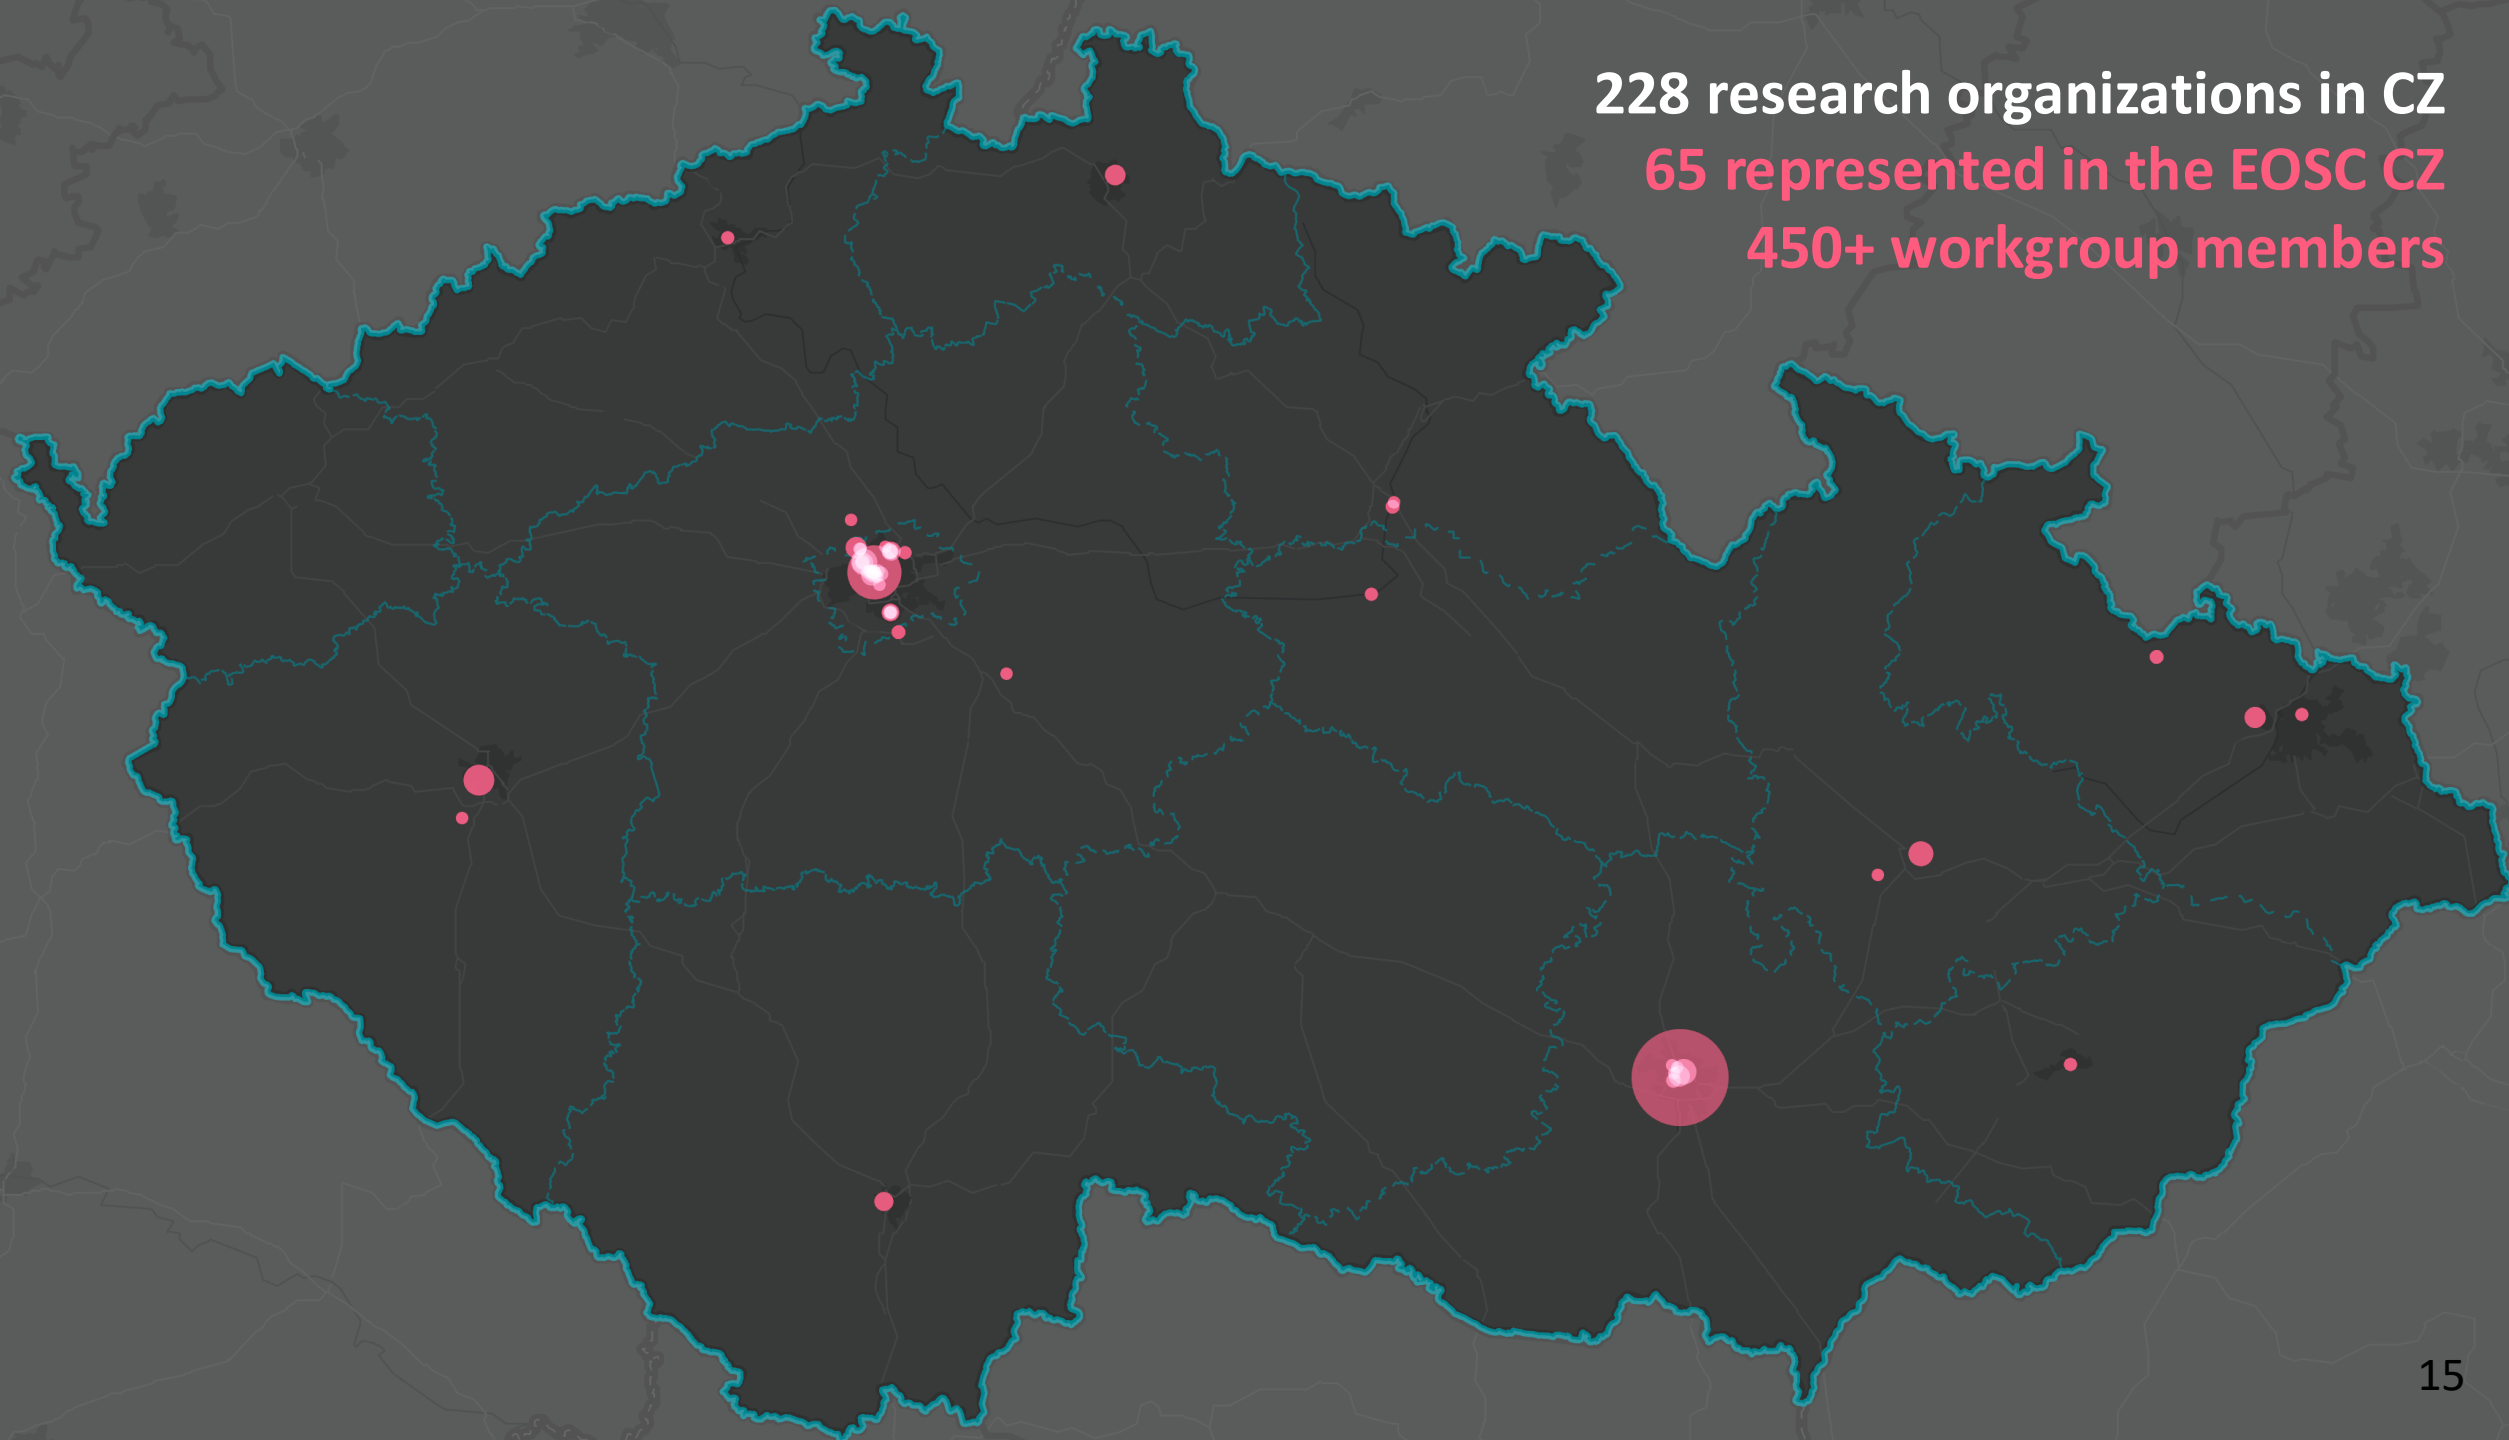 228 research organizations in CZ
65 represented in the EOSC CZ
450+ workgroup members
15